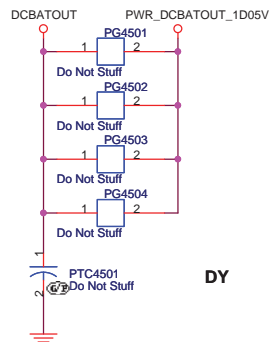 DCBATOUT PWR_DCBATOUT_1D05V
PG4501
1 2
Do Not Stuff
PG4502
1 2
Do Not Stuff
PG4503
1 2
Do Not Stuff
PG4504
1 2
Do Not Stuff
1
PTC4501
2 G/P Do Not Stuff
DY